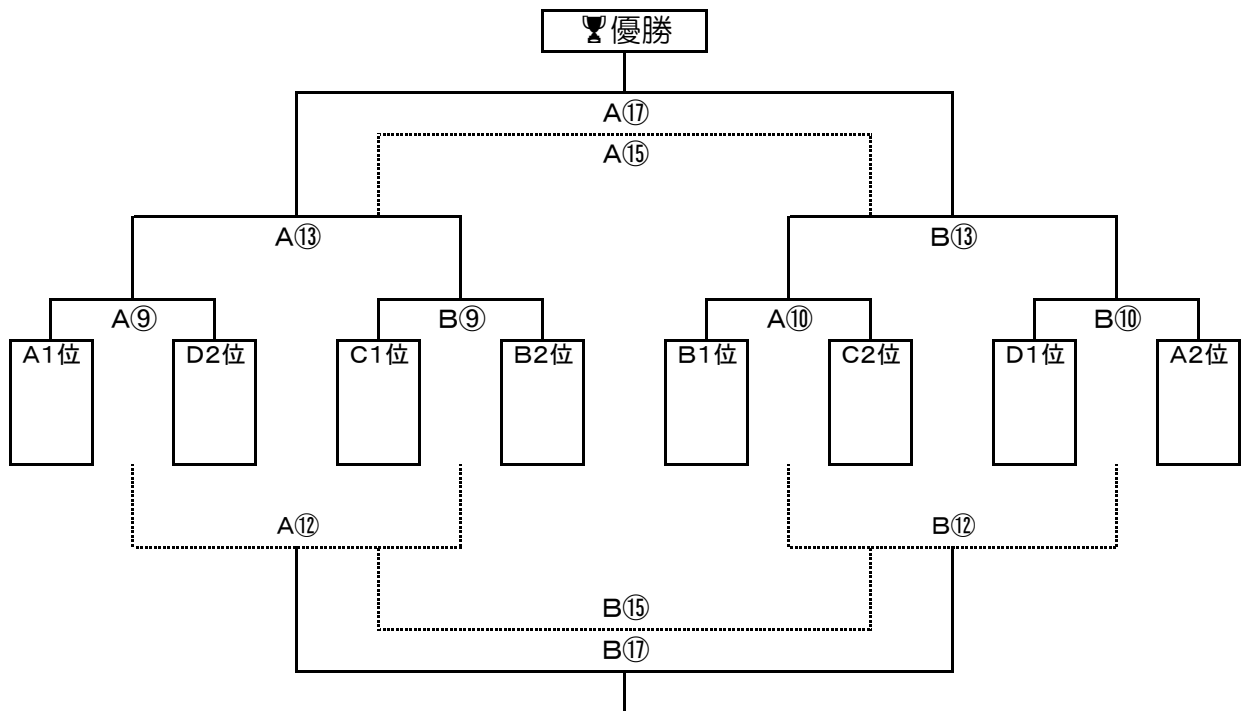 🏆優勝
A⑰
A⑮
A⑬ B⑬
A⑨ B⑨ A⑩ B⑩
A1位 D2位 C1位 B2位 B1位 C2位 D1位 A2位
A⑫ B⑫
B⑮
B⑰